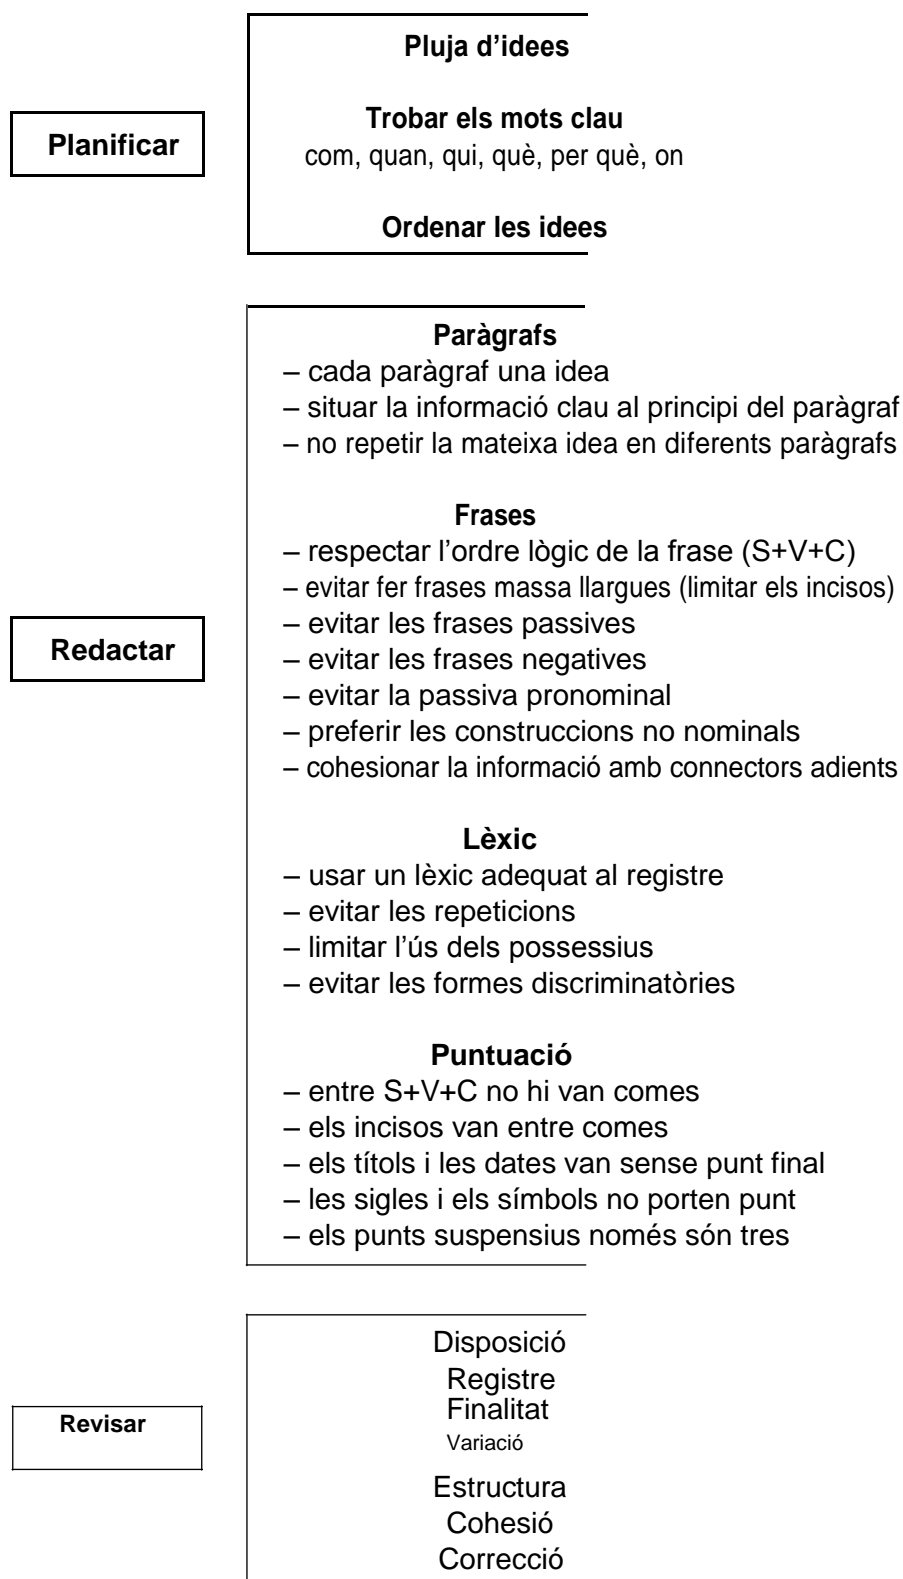 Pluja d’idees
Planificar
Trobar els mots clau
com, quan, qui, què, per què, on
Ordenar les idees
Paràgrafs
– cada paràgraf una idea
– situar la informació clau al principi del paràgraf
– no repetir la mateixa idea en diferents paràgrafs
Frases
– respectar l’ordre lògic de la frase (S+V+C)
– evitar fer frases massa llargues (limitar els incisos)
– evitar les frases passives
Redactar
– evitar les frases negatives
– evitar la passiva pronominal
– preferir les construccions no nominals
– cohesionar la informació amb connectors adients
Lèxic
– usar un lèxic adequat al registre
– evitar les repeticions
– limitar l’ús dels possessius
– evitar les formes discriminatòries
Puntuació
– entre S+V+C no hi van comes
– els incisos van entre comes
– els títols i les dates van sense punt final
– les sigles i els símbols no porten punt
– els punts suspensius només són tres
Disposició
Registre
Finalitat
Revisar
Variació
Estructura
Cohesió
Correcció